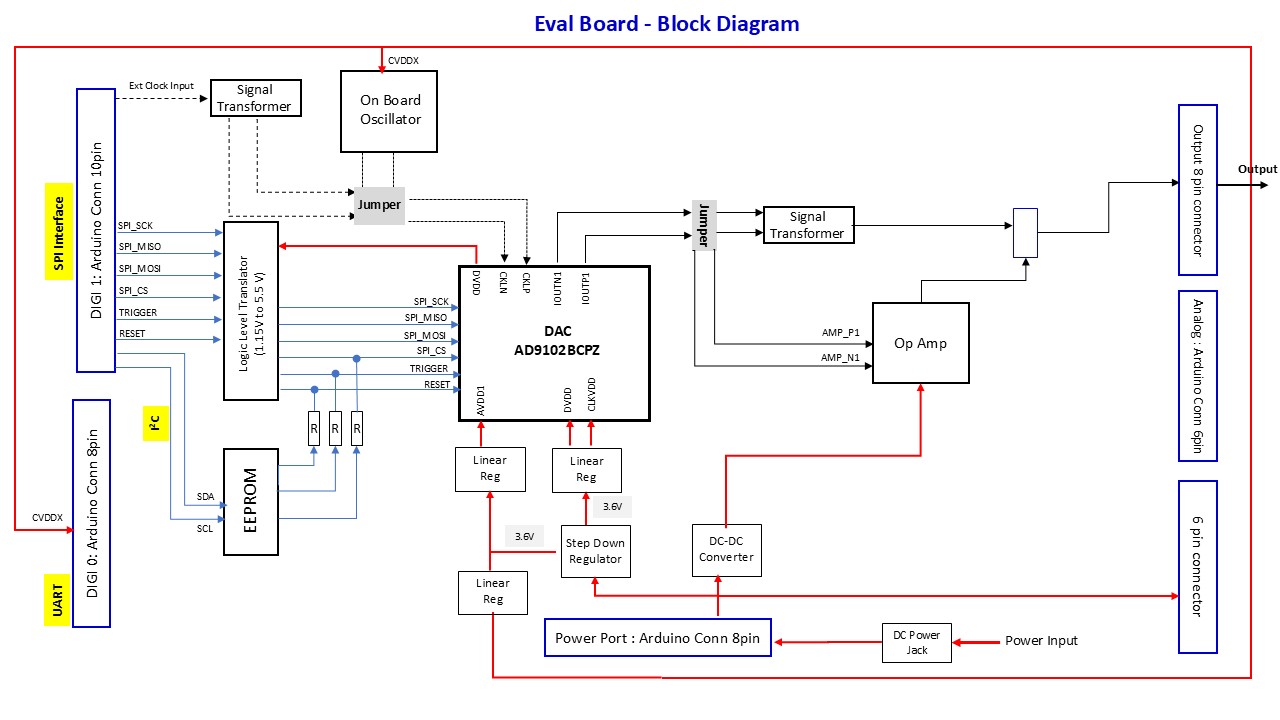 Eval Board - Block Diagram
CVDDX
Ext Clock Input
Signal
Transformer
On Board
Oscillator
Jumper
SPI Interface
DIGI 1: Arduino Conn 10pin
SPI_SCK
SPI_MISO
SPI_MOSI
SPI_CS
TRIGGER
RESET
Logic Level Translator
(1.15V to 5.5 V)
SPI_SCK
SPI_MISO
SPI_MOSI
SPI_CS
TRIGGER
RESET
DVDD
CKLN
CKLP
IOUTN1
IOUTP1
DAC
AD9102BCPZ
AVDD1
DVDD
CLKVDD
Jumper
Signal
Transformer
AMP_P1
AMP_N1
Op Amp
Output 8 pin connector
Output
Analog : Arduino Conn 6pin
6 pin connector
I²C
R
R
R
EEPROM
SDA
SCL
CVDDX
DIGI 0: Arduino Conn 8pin
UART
Linear
Reg
Linear
Reg
3.6V
3.6V
Step Down
Regulator
Linear
Reg
DC-DC
Converter
Power Port : Arduino Conn 8pin
DC Power
Jack
Power Input